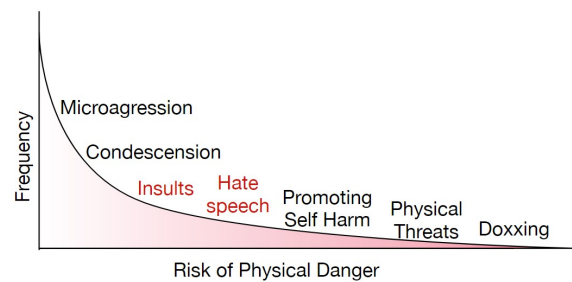 Frequency
Microagression
Condescension
Insults
Hate
speech
Promoting
Self Harm
Physical
Threats
Doxxing
Risk of Physical Danger